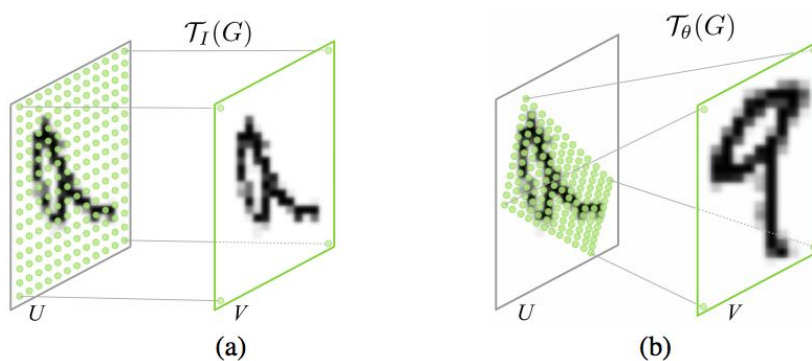 𝒯_I(G) 𝒯_θ(G)
U V U V
(a) (b)